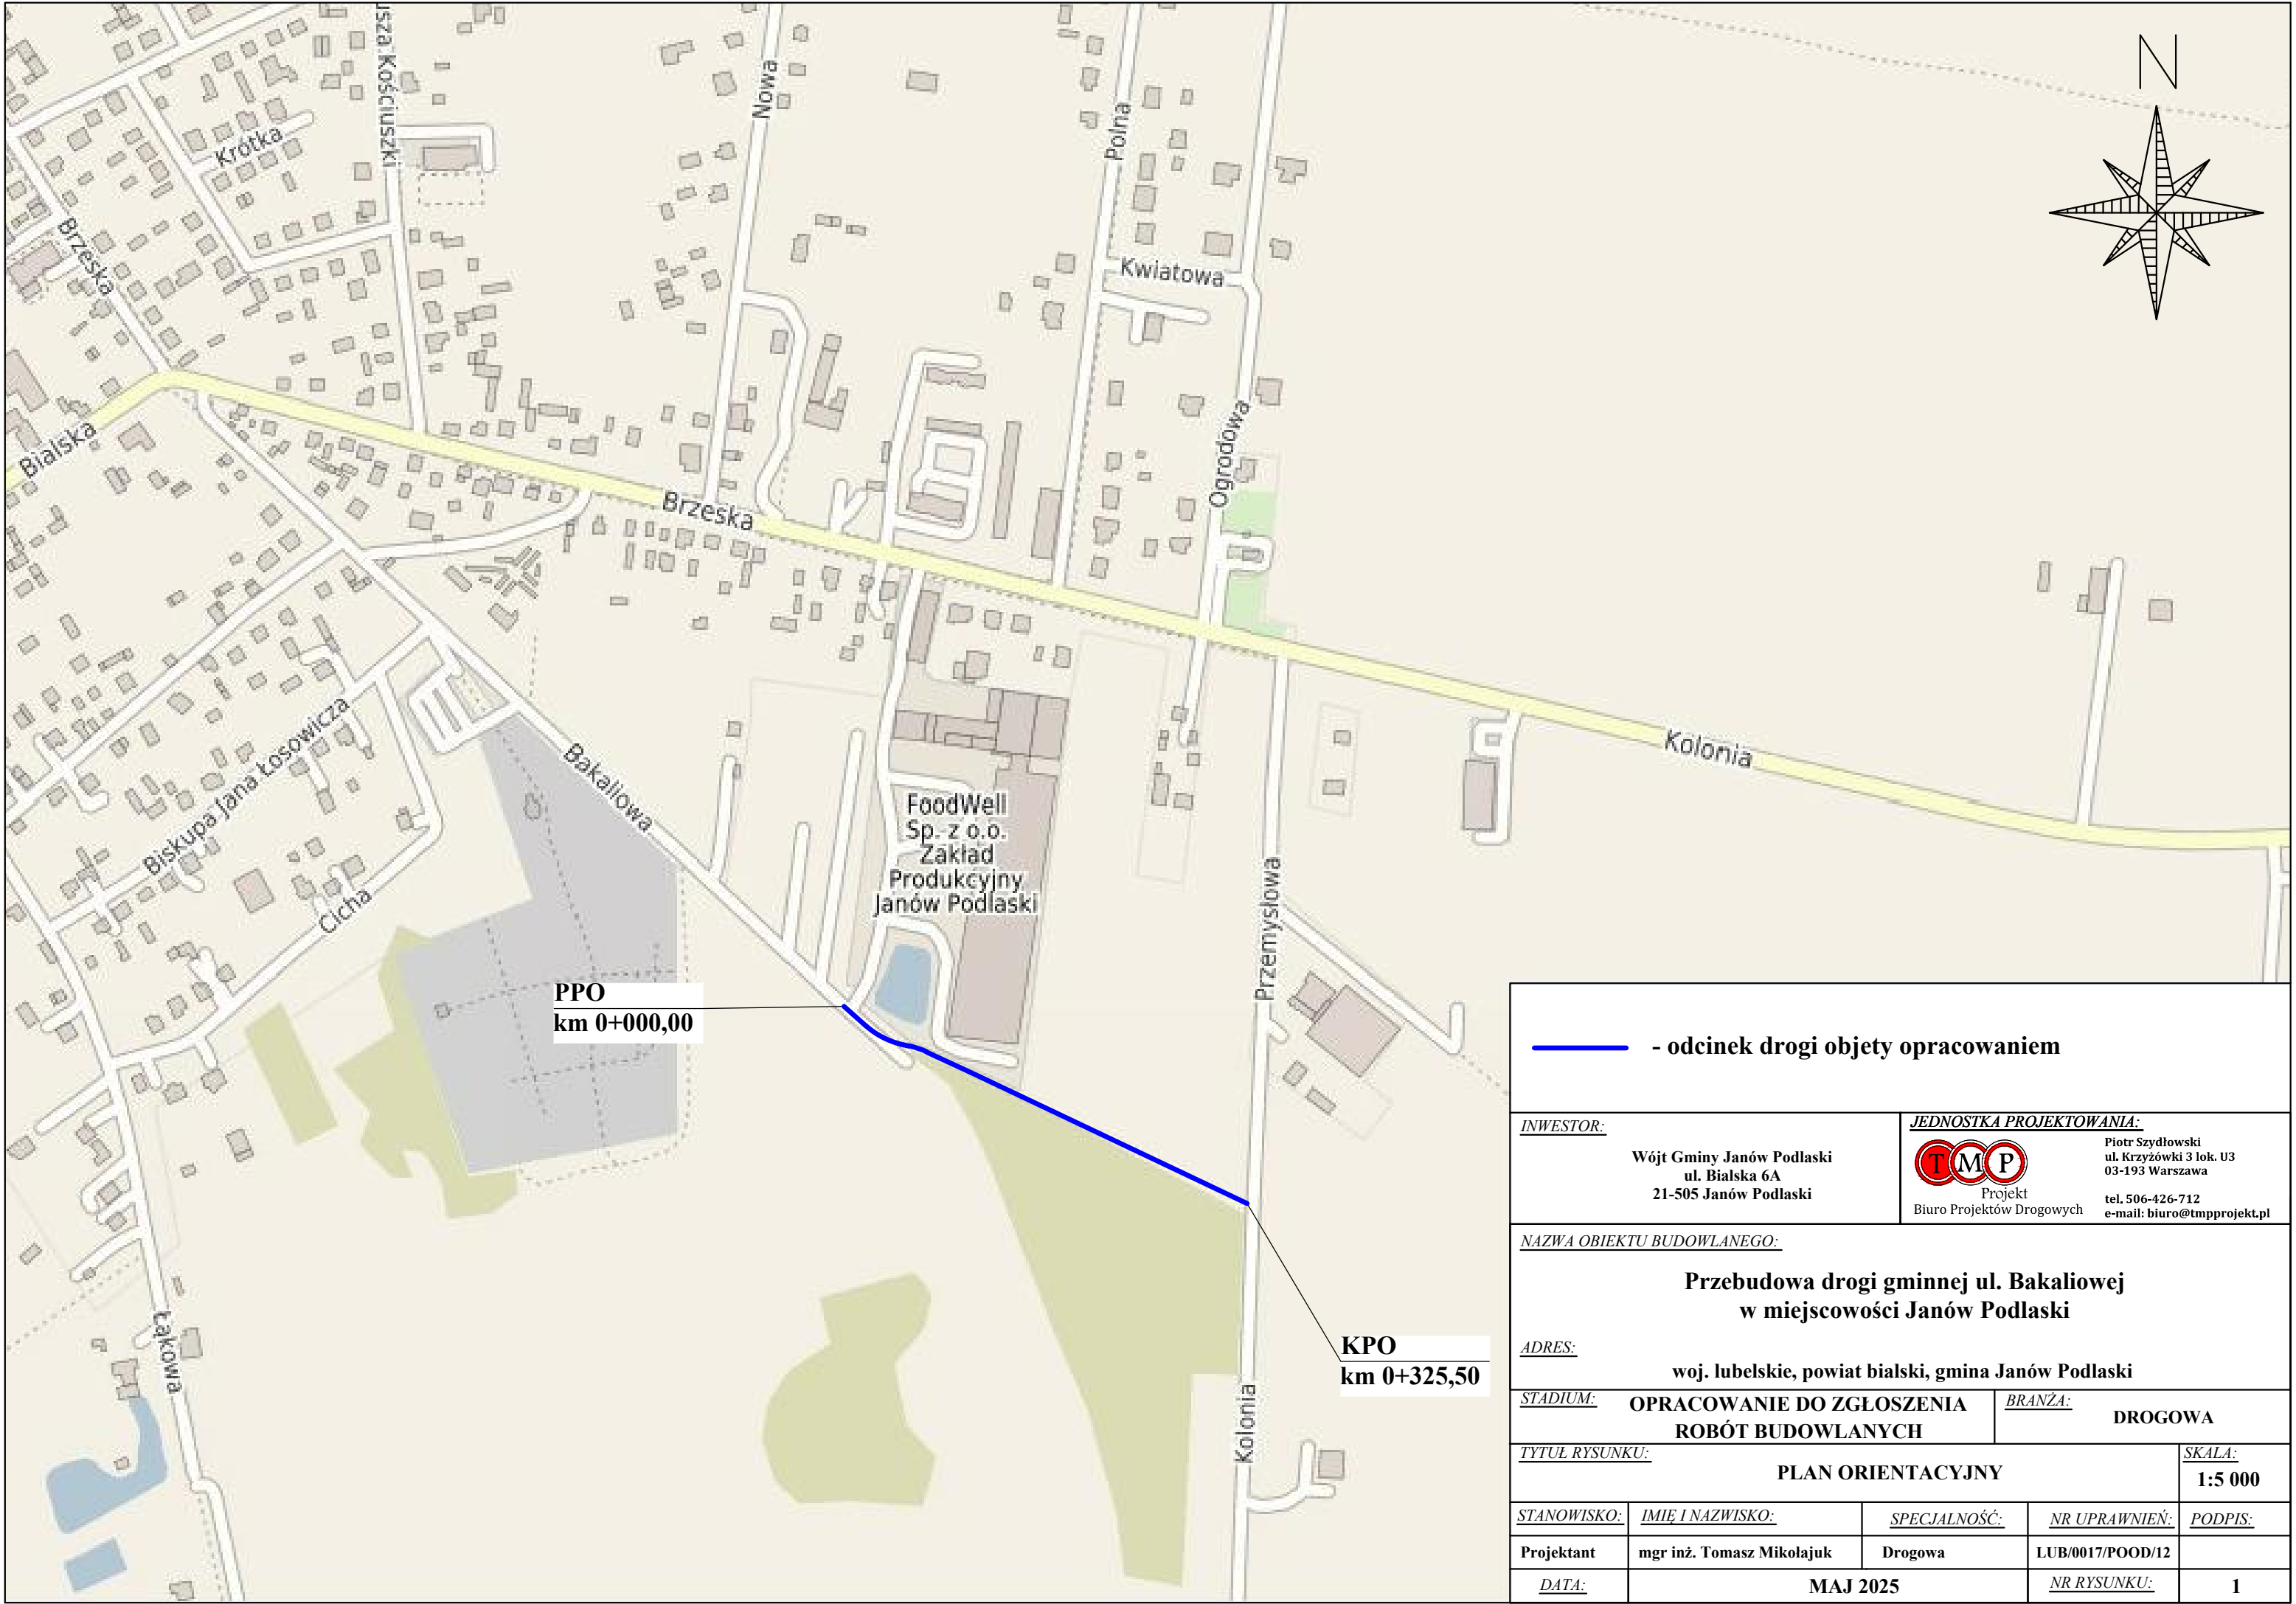 usza Kościuszki
Nowa
Polna
N
Krótka
Brzeska
Kwiatowa
Bialska
Ogrodowa
Brzeska
Kolonia
Bakaliowa
Biskupa Jana Łosowicza
Cicha
FoodWell
Sp. z o.o.
Zakład
Produkcyjny
Janów Podlaski
Przemysłowa
PPO
km 0+000,00
KPO
km 0+325,50
Łąkowa
Kolonia
- odcinek drogi objety opracowaniem
INWESTOR:
Wójt Gminy Janów Podlaski
ul. Bialska 6A
21-505 Janów Podlaski
JEDNOSTKA PROJEKTOWANIA:
TMP
Projekt
Biuro Projektów Drogowych
Piotr Szydłowski
ul. Krzyżówki 3 lok. U3
03-193 Warszawa
tel. 506-426-712
e-mail: biuro@tmpprojekt.pl
NAZWA OBIEKTU BUDOWLANEGO:
Przebudowa drogi gminnej ul. Bakaliowej
w miejscowości Janów Podlaski
ADRES:
woj. lubelskie, powiat bialski, gmina Janów Podlaski
STADIUM:
OPRACOWANIE DO ZGŁOSZENIA
ROBÓT BUDOWLANYCH
BRANŻA:
DROGOWA
TYTUŁ RYSUNKU:
PLAN ORIENTACYJNY
SKALA:
1:5 000
STANOWISKO: IMIĘ I NAZWISKO: SPECJALNOŚĆ: NR UPRAWNIEŃ: PODPIS:
Projektant mgr inż. Tomasz Mikołajuk Drogowa LUB/0017/POOD/12
DATA: MAJ 2025 NR RYSUNKU: 1